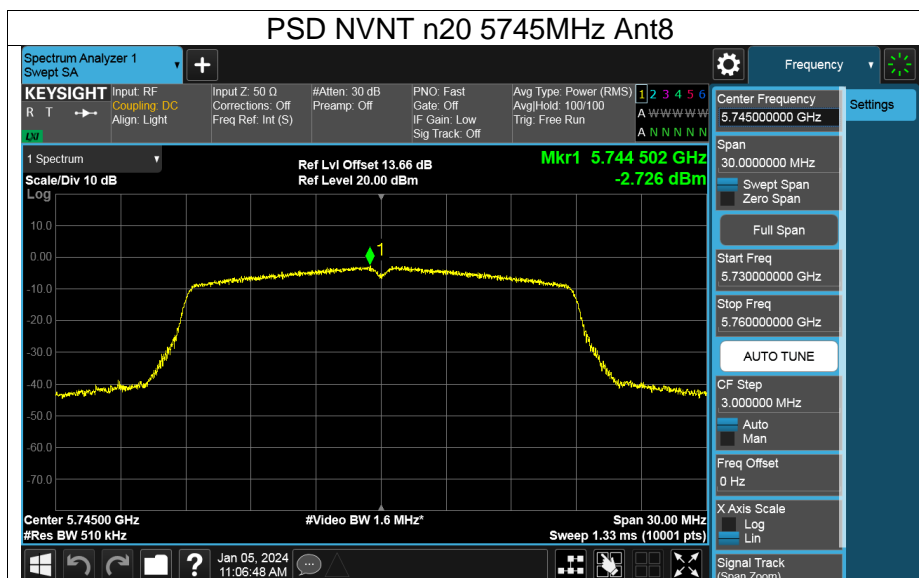 PSD NVNT n20 5745MHz Ant8
Spectrum Analyzer 1
Swept SA
+
Frequency
KEYSIGHT
R T
LXI
Input: RF
Coupling: DC
Align: Light
Input Z: 50 Ω
Corrections: Off
Freq Ref: Int (S)
#Atten: 30 dB
Preamp: Off
PNO: Fast
Gate: Off
IF Gain: Low
Sig Track: Off
Avg Type: Power (RMS)
Avg|Hold: 100/100
Trig: Free Run
1 2 3 4 5 6
A W W W W W
A N N N N N
Center Frequency
5.745000000 GHz
Settings
Span
30.0000000 MHz
Swept Span
Zero Span
Full Span
Start Freq
5.730000000 GHz
Stop Freq
5.760000000 GHz
AUTO TUNE
CF Step
3.000000 MHz
Auto
Man
Freq Offset
0 Hz
X Axis Scale
Log
Lin
Signal Track
(Span Zoom)
1 Spectrum
Scale/Div 10 dB
Log
Ref Lvl Offset 13.66 dB
Ref Level 20.00 dBm
Mkr1 5.744 502 GHz
-2.726 dBm
1
10.0
0.00
-10.0
-20.0
-30.0
-40.0
-50.0
-60.0
-70.0
Center 5.74500 GHz
#Res BW 510 kHz
#Video BW 1.6 MHz*
Span 30.00 MHz
Sweep 1.33 ms (10001 pts)
?
Jan 05, 2024
11:06:48 AM